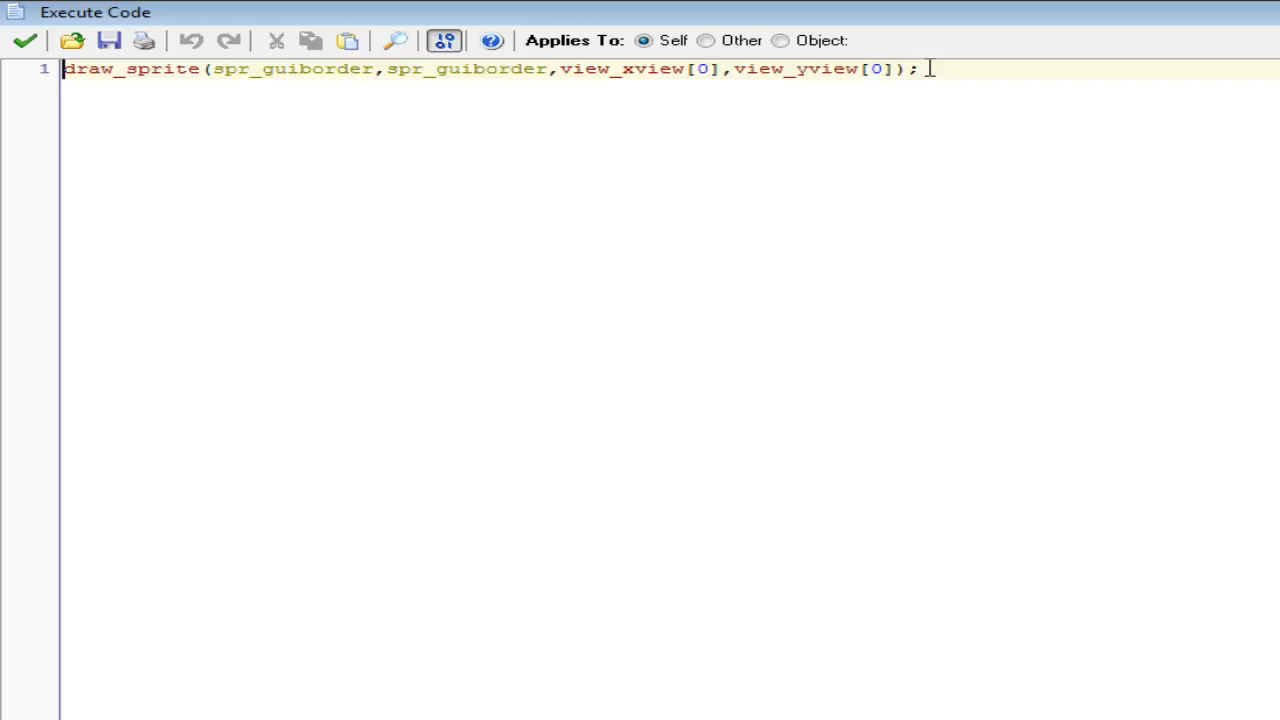 Execute Code
Applies To: Self Other Object:
1 draw_sprite(spr_guiborder,spr_guiborder,view_xview[0],view_yview[0]);